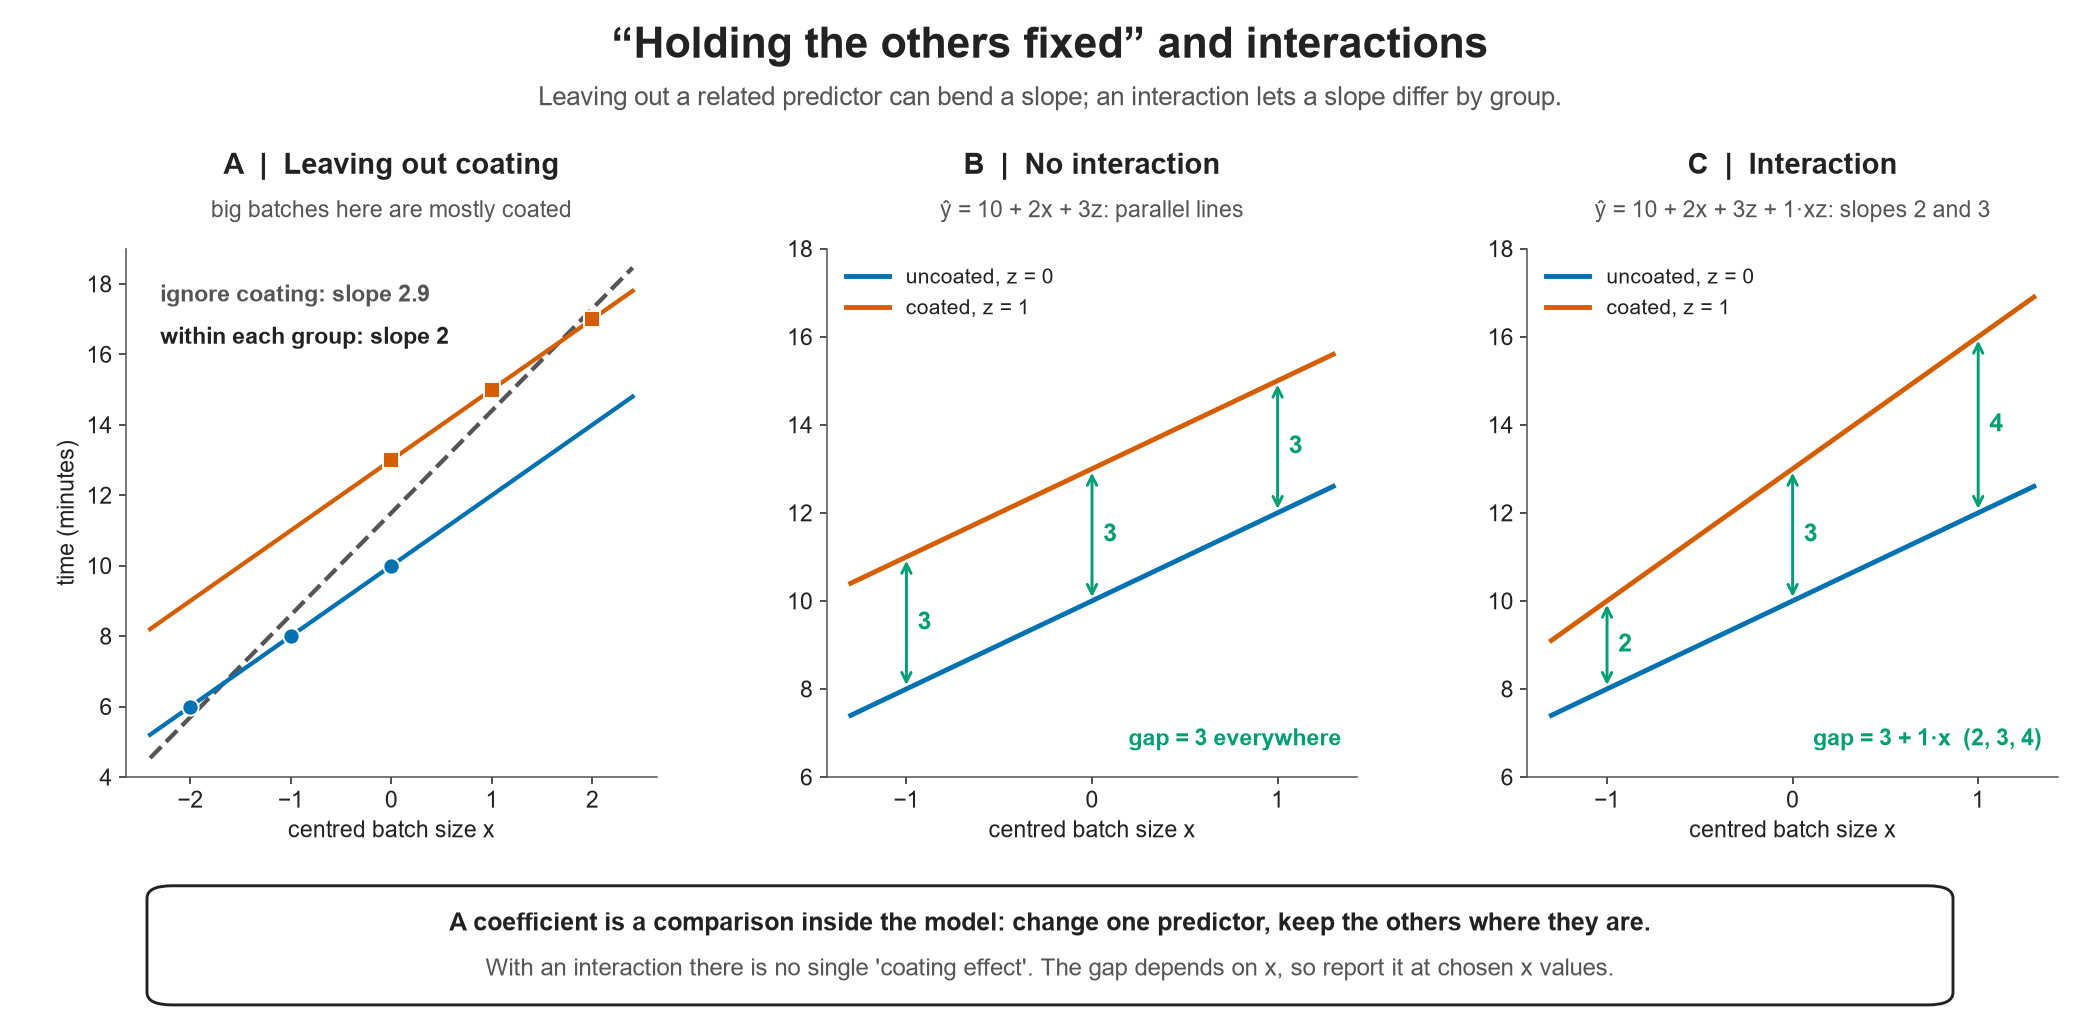 “Holding the others fixed” and interactions
Leaving out a related predictor can bend a slope; an interaction lets a slope differ by group.
A | Leaving out coating
big batches here are mostly coated
ignore coating: slope 2.9
within each group: slope 2
time (minutes)
18
16
14
12
10
8
6
4
−2
−1
0
1
2
centred batch size x
B | No interaction
ŷ = 10 + 2x + 3z: parallel lines
uncoated, z = 0
coated, z = 1
18
16
14
12
10
8
6
3
3
3
gap = 3 everywhere
−1
0
1
centred batch size x
C | Interaction
ŷ = 10 + 2x + 3z + 1·xz: slopes 2 and 3
uncoated, z = 0
coated, z = 1
18
16
14
12
10
8
6
2
3
4
gap = 3 + 1·x (2, 3, 4)
−1
0
1
centred batch size x
A coefficient is a comparison inside the model: change one predictor, keep the others where they are.
With an interaction there is no single 'coating effect'. The gap depends on x, so report it at chosen x values.